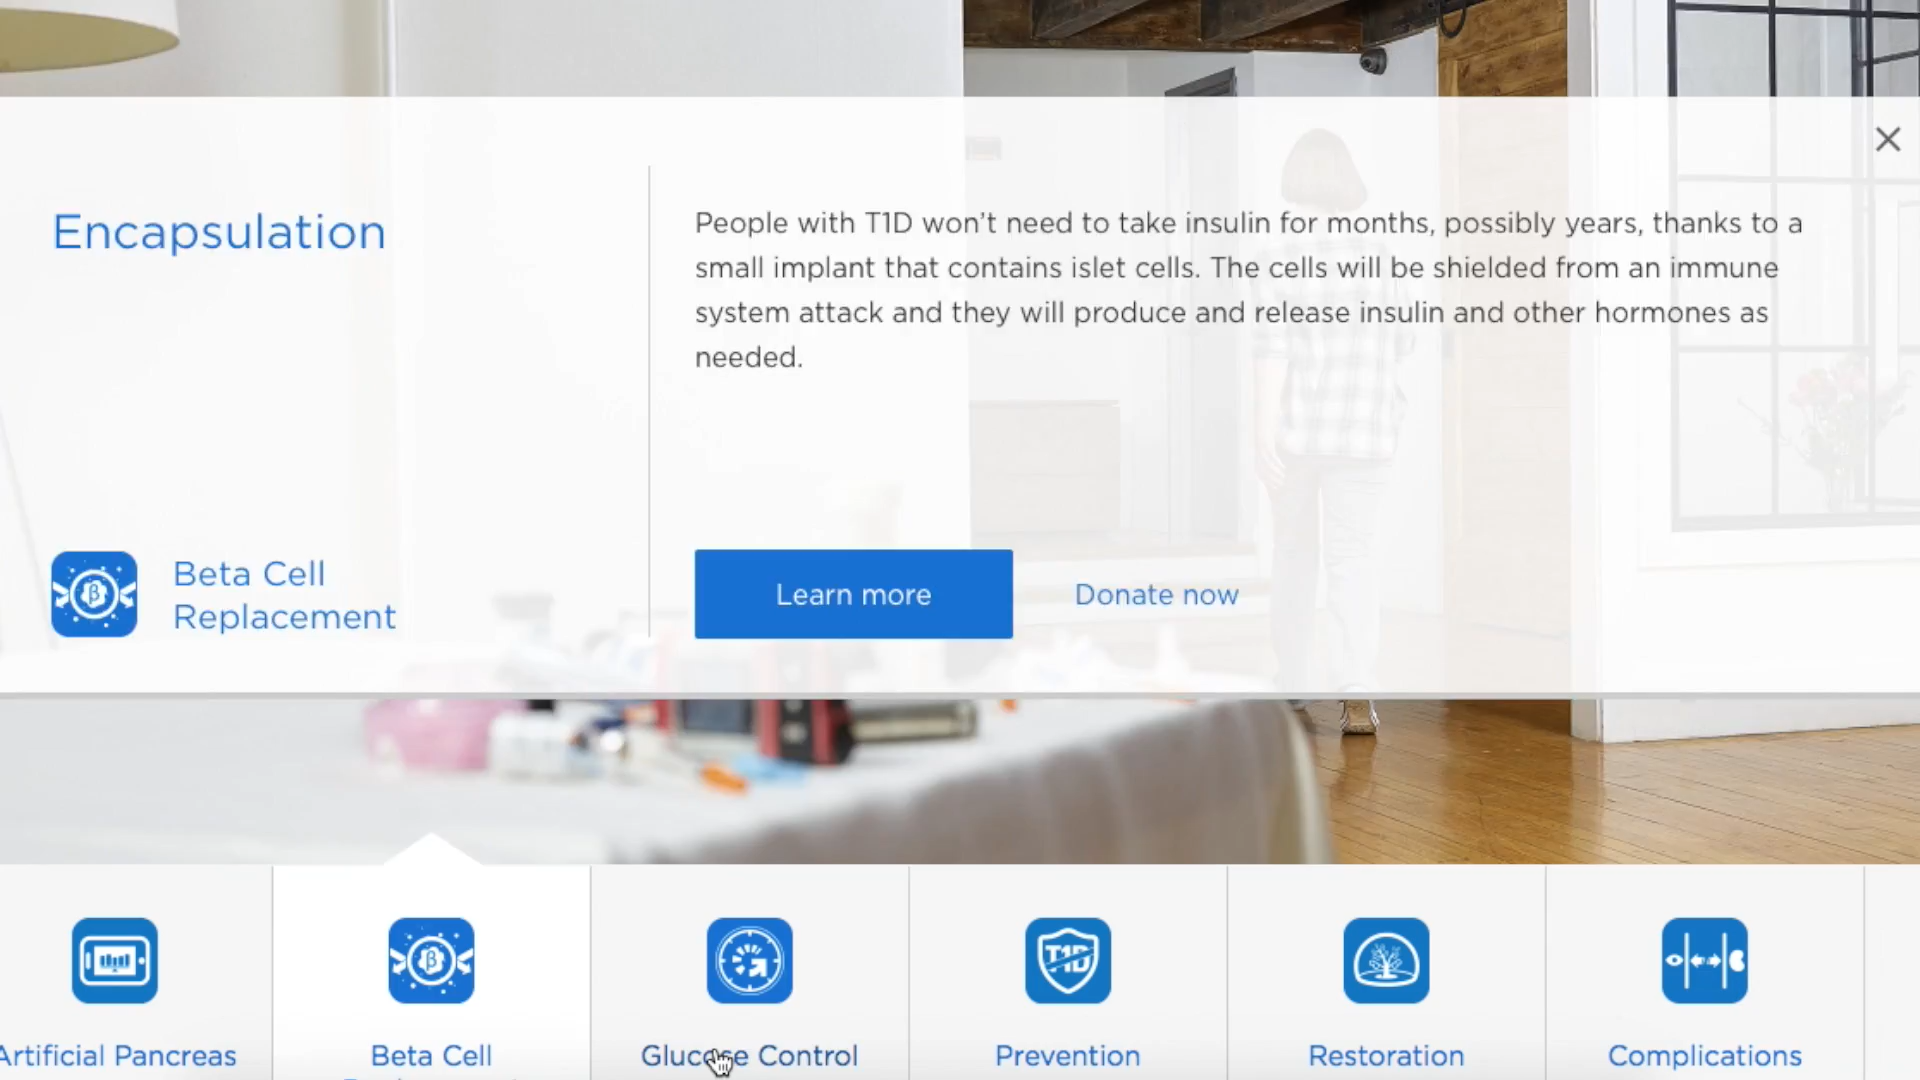 Encapsulation
People with T1D won't need to take insulin for months, possibly years, thanks to a
small implant that contains islet cells. The cells will be shielded from an immune
system attack and they will produce and release insulin and other hormones as
needed.
β
Beta Cell
Replacement
Learn more
Donate now
β
T1D
Artificial Pancreas
Beta Cell
Glucose Control
Prevention
Restoration
Complications